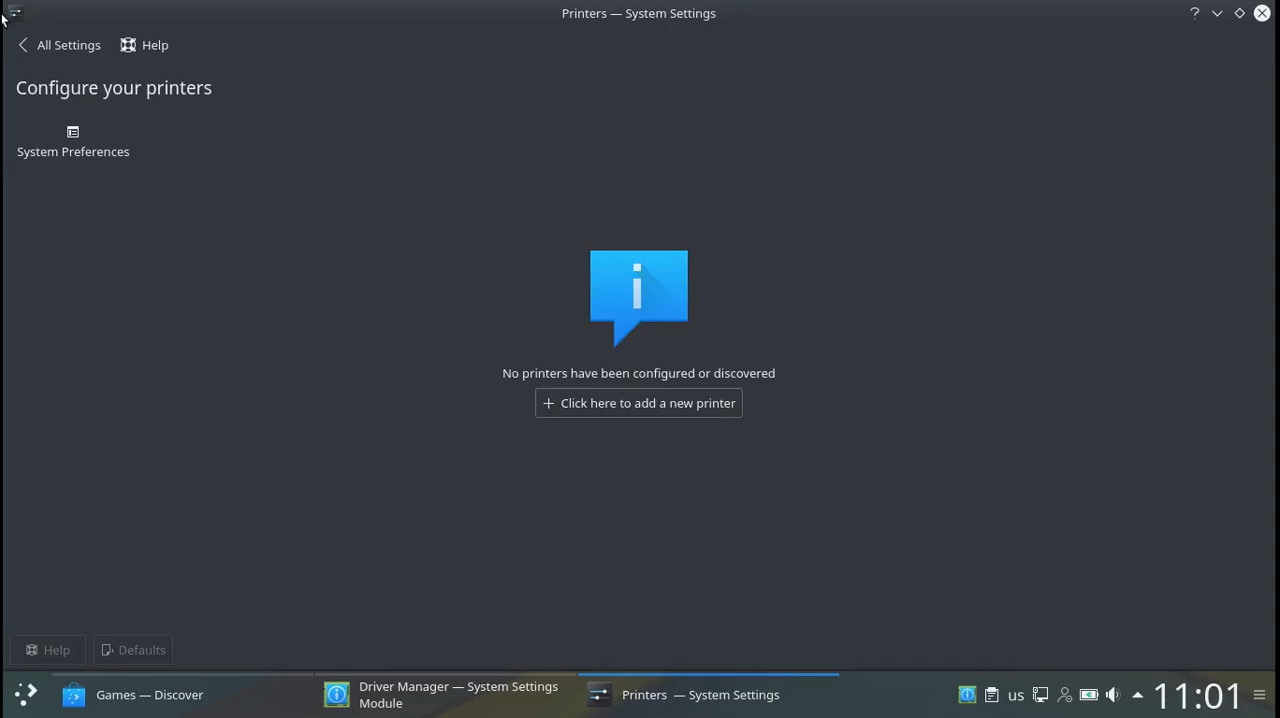 Printers — System Settings
All Settings
Help
Configure your printers
System Preferences
No printers have been configured or discovered
Click here to add a new printer
Help
Defaults
Games — Discover
Driver Manager — System Settings
Module
Printers — System Settings
us
11:01